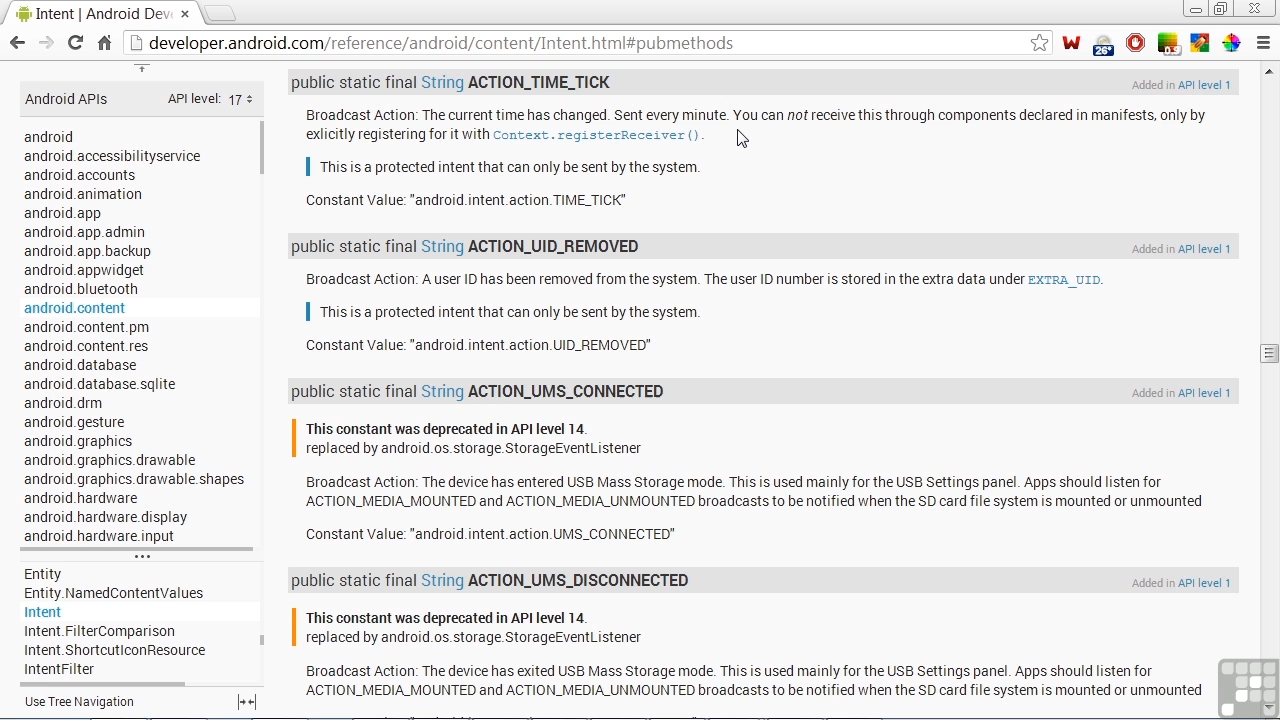 Intent | Android Dev
developer.android.com/reference/android/content/Intent.html#pubmethods
W
26°
Android APIs
API level: 17
android
android.accessibilityservice
android.accounts
android.animation
android.app
android.app.admin
android.app.backup
android.appwidget
android.bluetooth
android.content
android.content.pm
android.content.res
android.database
android.database.sqlite
android.drm
android.gesture
android.graphics
android.graphics.drawable
android.graphics.drawable.shapes
android.hardware
android.hardware.display
android.hardware.input
Entity
Entity.NamedContentValues
Intent
Intent.FilterComparison
Intent.ShortcutIconResource
IntentFilter
Use Tree Navigation
public static final String ACTION_TIME_TICK
Added in API level 1
Broadcast Action: The current time has changed. Sent every minute. You can not receive this through components declared in manifests, only by
exlicitly registering for it with Context.registerReceiver().
This is a protected intent that can only be sent by the system.
Constant Value: "android.intent.action.TIME_TICK"
public static final String ACTION_UID_REMOVED
Added in API level 1
Broadcast Action: A user ID has been removed from the system. The user ID number is stored in the extra data under EXTRA_UID.
This is a protected intent that can only be sent by the system.
Constant Value: "android.intent.action.UID_REMOVED"
public static final String ACTION_UMS_CONNECTED
Added in API level 1
This constant was deprecated in API level 14.
replaced by android.os.storage.StorageEventListener
Broadcast Action: The device has entered USB Mass Storage mode. This is used mainly for the USB Settings panel. Apps should listen for
ACTION_MEDIA_MOUNTED and ACTION_MEDIA_UNMOUNTED broadcasts to be notified when the SD card file system is mounted or unmounted
Constant Value: "android.intent.action.UMS_CONNECTED"
public static final String ACTION_UMS_DISCONNECTED
Added in API level 1
This constant was deprecated in API level 14.
replaced by android.os.storage.StorageEventListener
Broadcast Action: The device has exited USB Mass Storage mode. This is used mainly for the USB Settings panel. Apps should listen for
ACTION_MEDIA_MOUNTED and ACTION_MEDIA_UNMOUNTED broadcasts to be notified when the SD card file system is mounted or unmounted